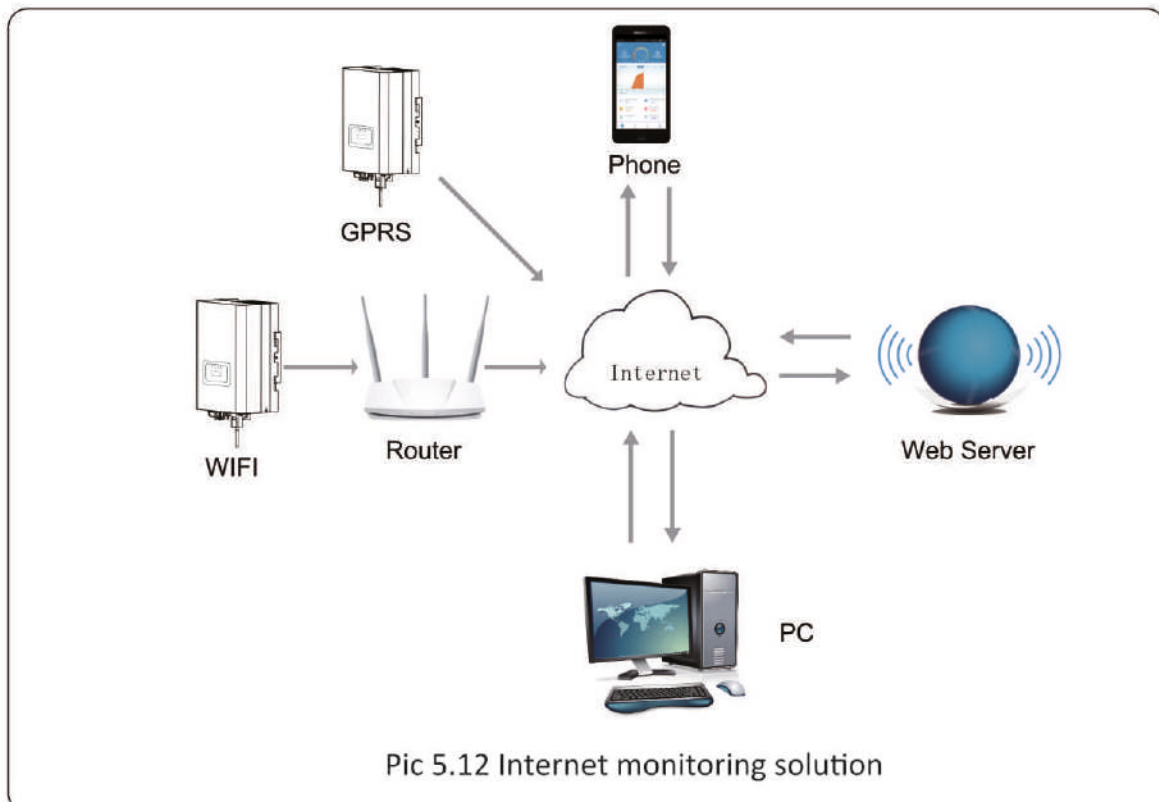 Phone
GPRS
Internet
WIFI
Router
Web Server
PC
Pic 5.12 Internet monitoring solution